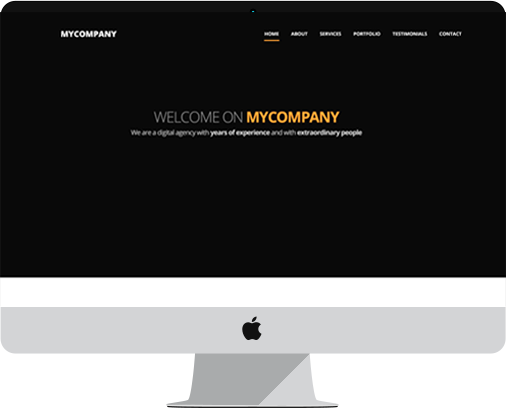 MYCOMPANY HOME ABOUT SERVICES PORTFOLIO TESTIMONIALS CONTACT
WELCOME ON MYCOMPANY
We are a digital agency with years of experience and with extraordinary people